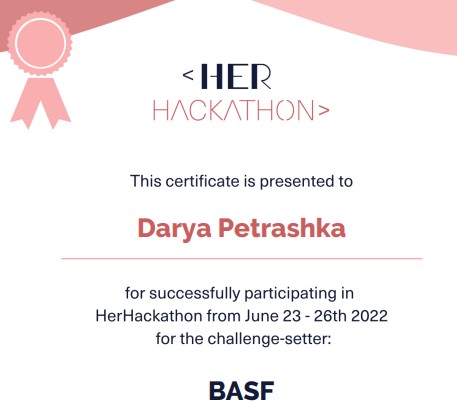 <HER
HACKATHON>
This certificate is presented to
Darya Petrashka
for successfully participating in
HerHackathon from June 23 - 26th 2022
for the challenge-setter:
BASF